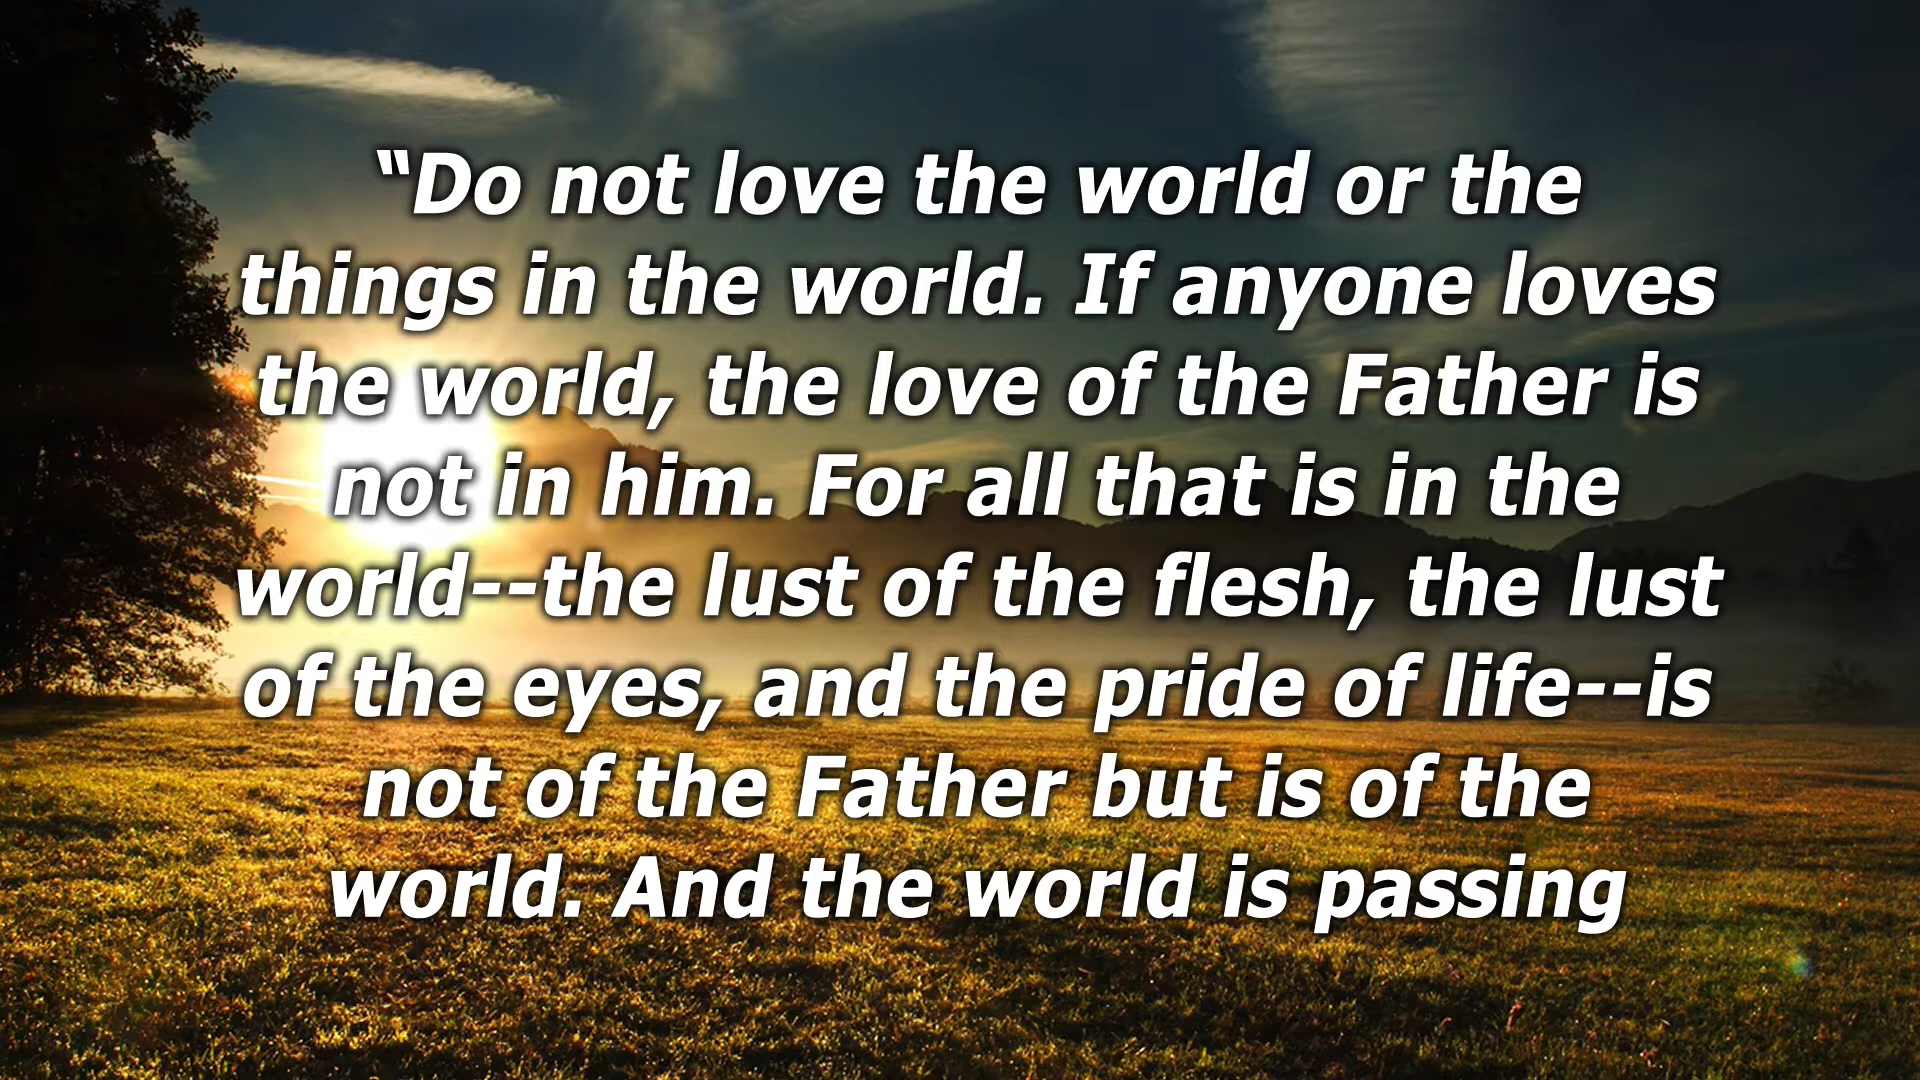 “Do not love the world or the
things in the world. If anyone loves
the world, the love of the Father is
not in him. For all that is in the
world--the lust of the flesh, the lust
of the eyes, and the pride of life--is
not of the Father but is of the
world. And the world is passing